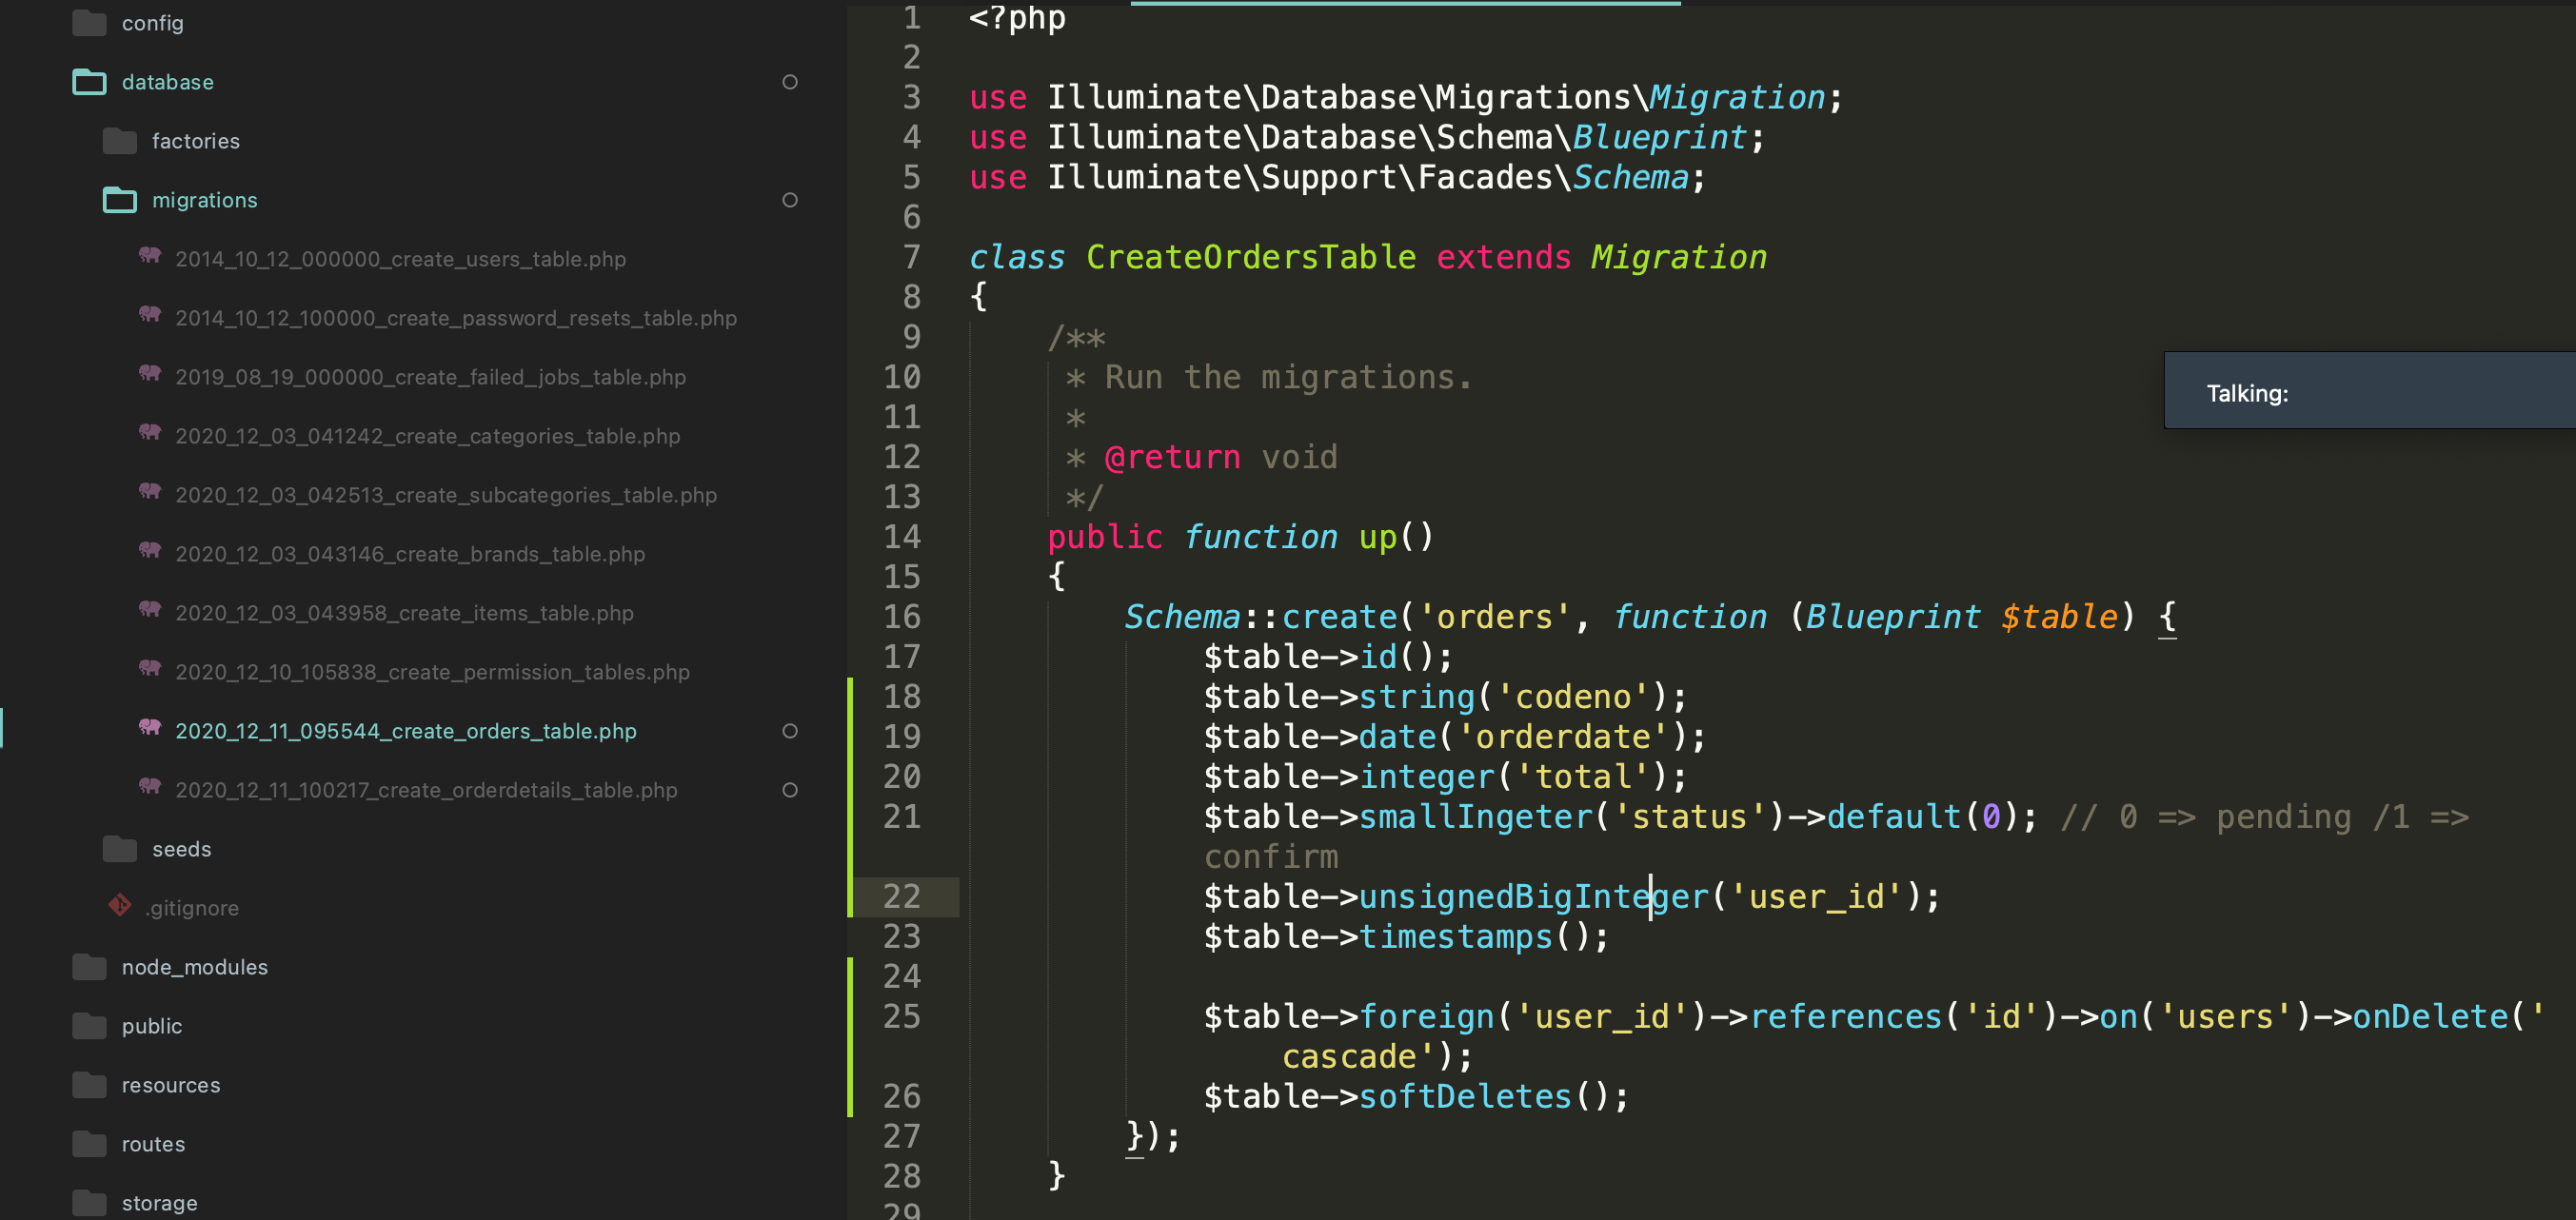 config
database
factories
migrations
2014_10_12_000000_create_users_table.php
2014_10_12_100000_create_password_resets_table.php
2019_08_19_000000_create_failed_jobs_table.php
2020_12_03_041242_create_categories_table.php
2020_12_03_042513_create_subcategories_table.php
2020_12_03_043146_create_brands_table.php
2020_12_03_043958_create_items_table.php
2020_12_10_105838_create_permission_tables.php
2020_12_11_095544_create_orders_table.php
2020_12_11_100217_create_orderdetails_table.php
seeds
.gitignore
node_modules
public
resources
routes
storage
1 <?php
2
3 use Illuminate\Database\Migrations\Migration;
4 use Illuminate\Database\Schema\Blueprint;
5 use Illuminate\Support\Facades\Schema;
6
7 class CreateOrdersTable extends Migration
8 {
9 /**
10 * Run the migrations.
11 *
12 * @return void
13 */
14 public function up()
15 {
16 Schema::create('orders', function (Blueprint $table) {
17 $table->id();
18 $table->string('codeno');
19 $table->date('orderdate');
20 $table->integer('total');
21 $table->smallIngeter('status')->default(0); // 0 => pending /1 =>
confirm
22 $table->unsignedBigInteger('user_id');
23 $table->timestamps();
24
25 $table->foreign('user_id')->references('id')->on('users')->onDelete('
cascade');
26 $table->softDeletes();
27 });
28 }
29
Talking: